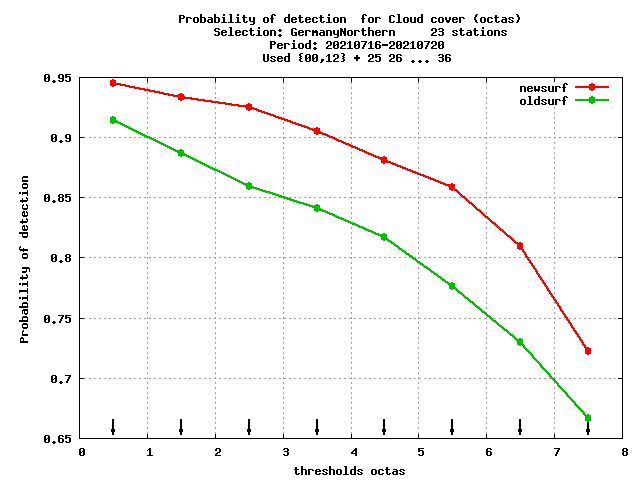 Probability of detection  for Cloud cover (octas)
Selection: GermanyNorthern     23 stations
Period: 20210716-20210720
Used {00,12} + 25 26 ... 36
newsurf
oldsurf
Probability of detection
0.95
0.9
0.85
0.8
0.75
0.7
0.65
0 1 2 3 4 5 6 7 8
thresholds octas